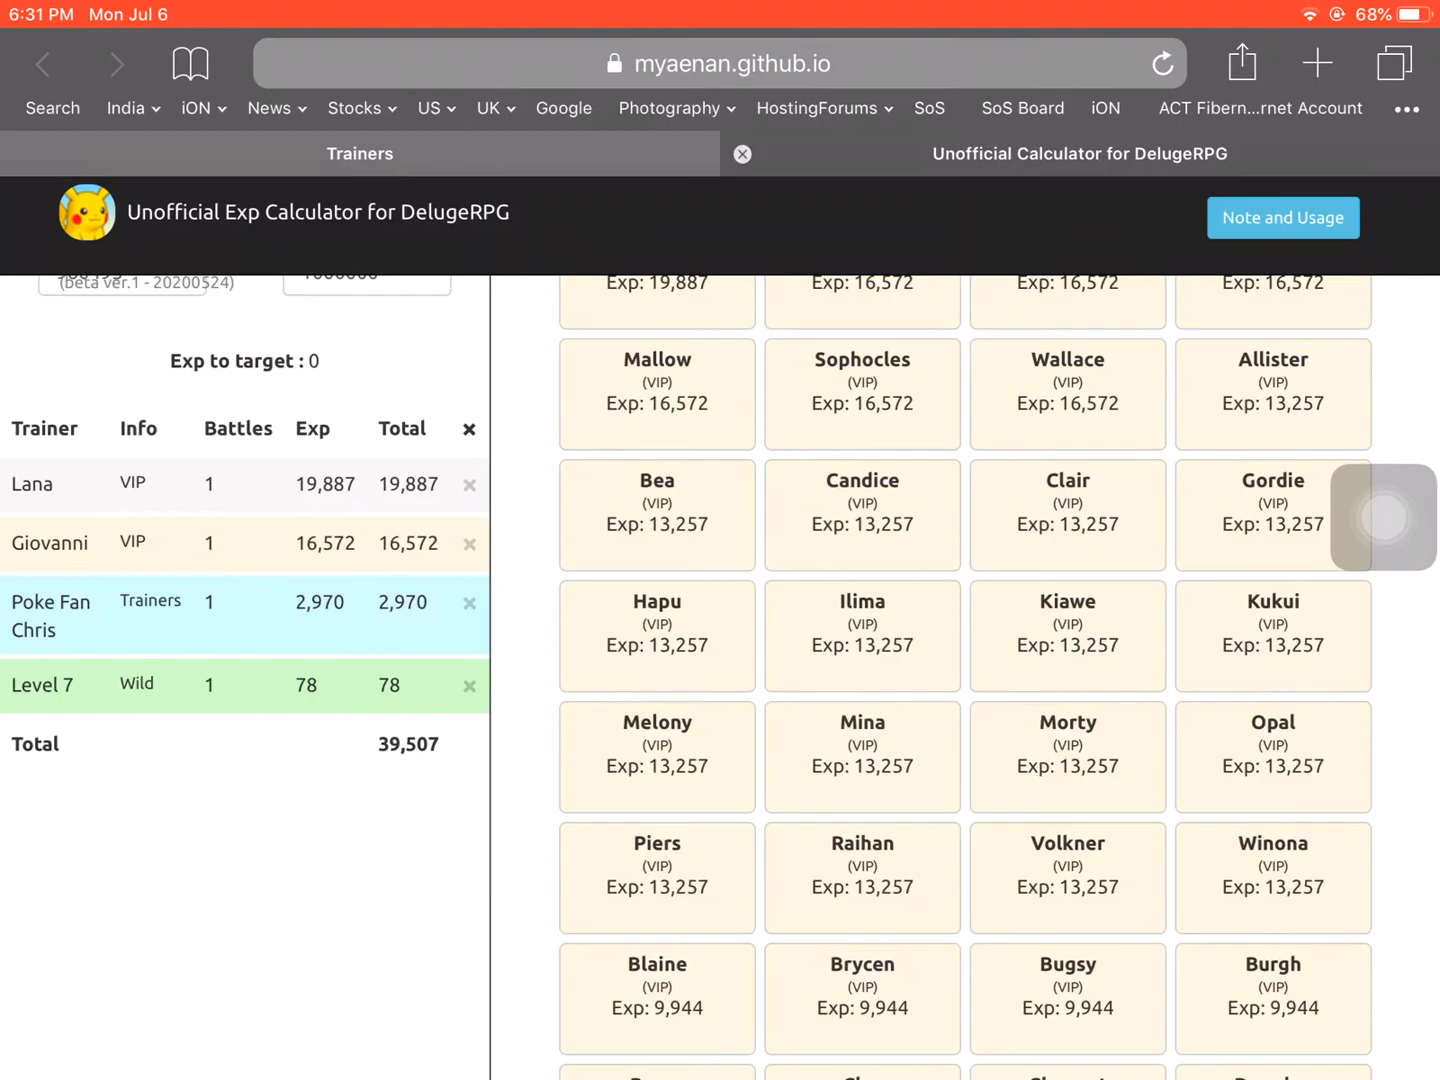 6:31 PM Mon Jul 6
68%
myaenan.github.io
Search India iON News Stocks US UK Google Photography HostingForums SoS SoS Board iON ACT Fibern...rnet Account
Trainers
Unofficial Calculator for DelugeRPG
Unofficial Exp Calculator for DelugeRPG
Note and Usage
(beta ver.1 - 20200524)
Exp to target : 0
Trainer Info Battles Exp Total ×
Lana VIP 1 19,887 19,887 ×
Giovanni VIP 1 16,572 16,572 ×
Poke Fan Chris Trainers 1 2,970 2,970 ×
Level 7 Wild 1 78 78 ×
Total 39,507
Exp: 19,887 Exp: 16,572 Exp: 16,572 Exp: 16,572
Mallow Sophocles Wallace Allister
(VIP) (VIP) (VIP) (VIP)
Exp: 16,572 Exp: 16,572 Exp: 16,572 Exp: 13,257
Bea Candice Clair Gordie
(VIP) (VIP) (VIP) (VIP)
Exp: 13,257 Exp: 13,257 Exp: 13,257 Exp: 13,257
Hapu Ilima Kiawe Kukui
(VIP) (VIP) (VIP) (VIP)
Exp: 13,257 Exp: 13,257 Exp: 13,257 Exp: 13,257
Melony Mina Morty Opal
(VIP) (VIP) (VIP) (VIP)
Exp: 13,257 Exp: 13,257 Exp: 13,257 Exp: 13,257
Piers Raihan Volkner Winona
(VIP) (VIP) (VIP) (VIP)
Exp: 13,257 Exp: 13,257 Exp: 13,257 Exp: 13,257
Blaine Brycen Bugsy Burgh
(VIP) (VIP) (VIP) (VIP)
Exp: 9,944 Exp: 9,944 Exp: 9,944 Exp: 9,944